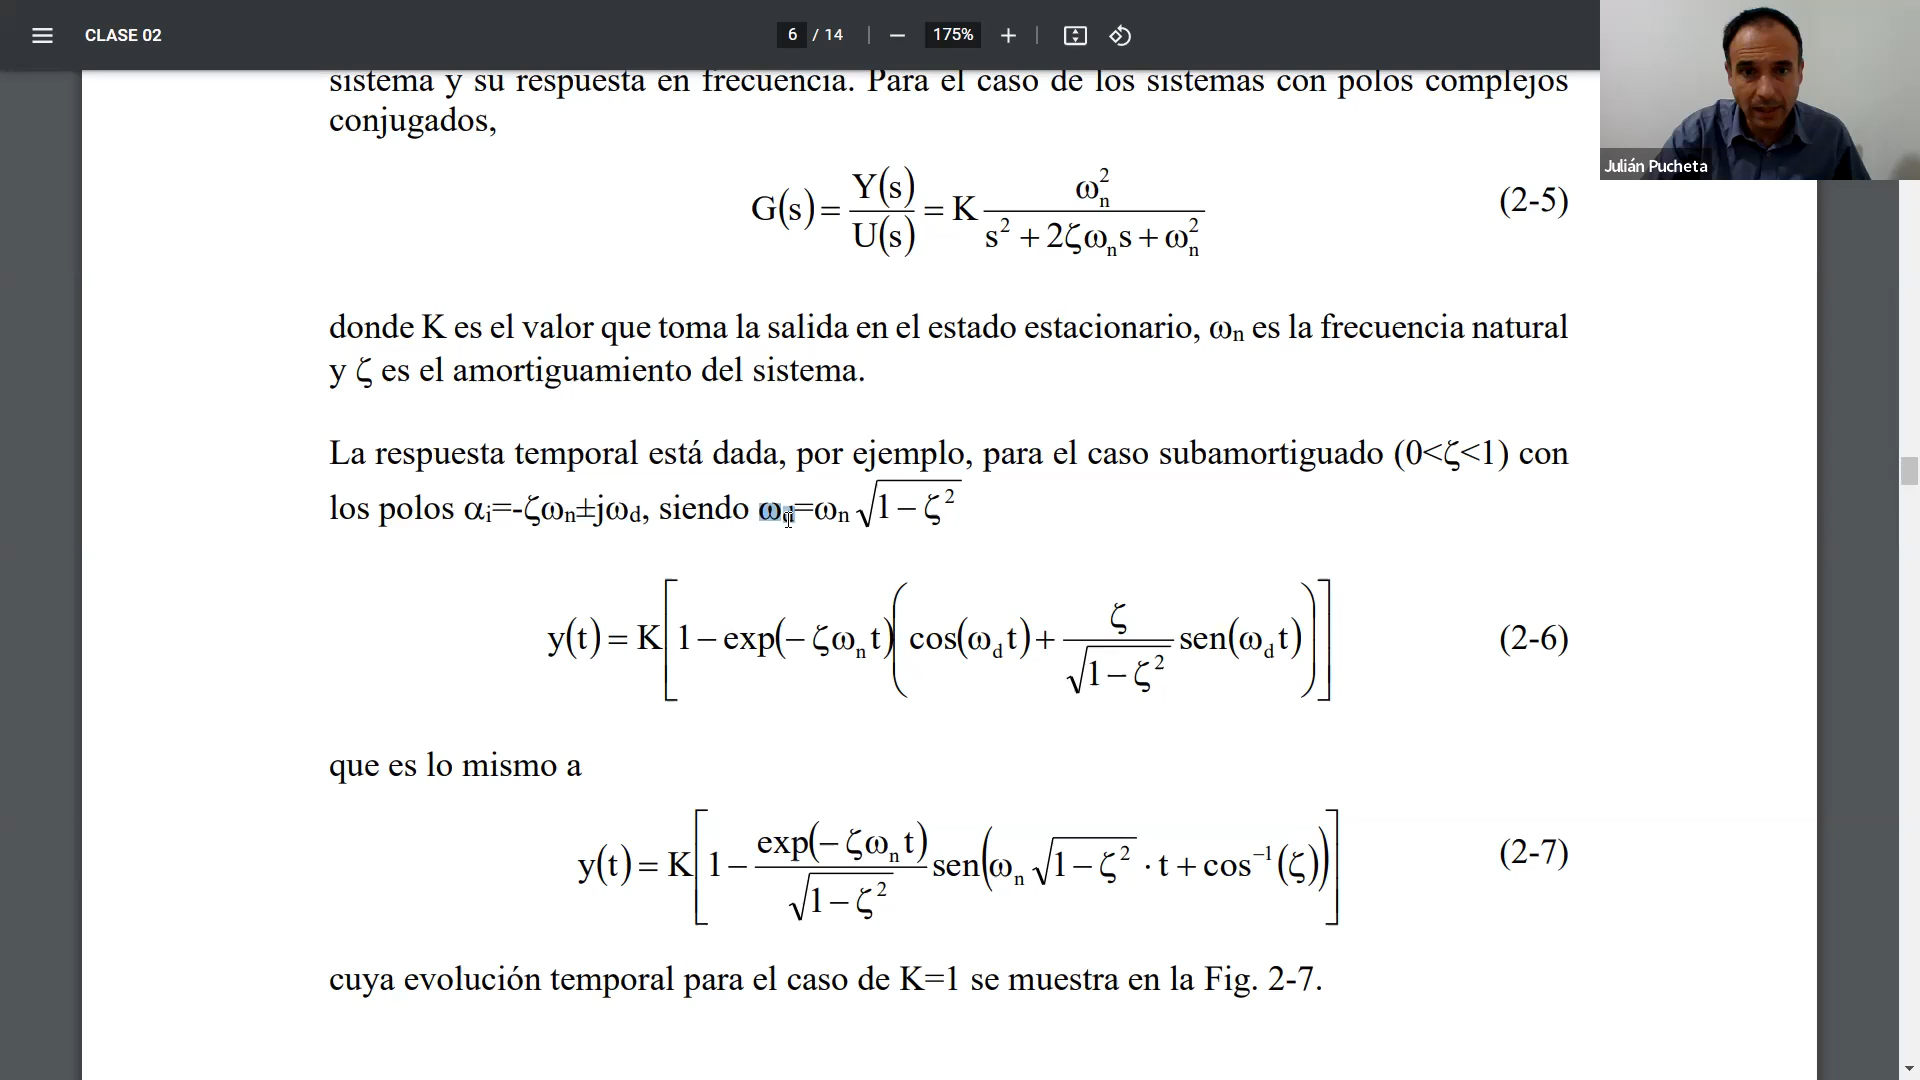 CLASE 02
6 / 14
175%
Julián Pucheta
sistema y su respuesta en frecuencia. Para el caso de los sistemas con polos complejos
conjugados,
G(s) = Y(s)/U(s) = K ωn²/(s² + 2ζωns + ωn²) (2-5)
donde K es el valor que toma la salida en el estado estacionario, ωn es la frecuencia natural
y ζ es el amortiguamiento del sistema.
La respuesta temporal está dada, por ejemplo, para el caso subamortiguado (0<ζ<1) con
los polos αi=-ζωn±jωd, siendo ωd=ωn√(1 − ζ²)
y(t) = K[1 − exp(− ζωnt)(cos(ωdt) + ζ/√(1 − ζ²) sen(ωdt))] (2-6)
que es lo mismo a
y(t) = K[1 − exp(− ζωnt)/√(1 − ζ²) sen(ωn√(1 − ζ²) · t + cos⁻¹(ζ))] (2-7)
cuya evolución temporal para el caso de K=1 se muestra en la Fig. 2-7.